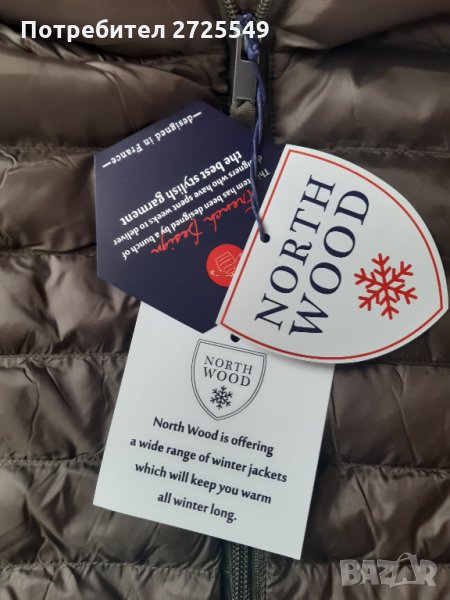 Потребител 2725549
designed in France
French Design
This item has been designed by a bunch of
designers who have spent weeks to deliver
the best stylish garment
NORTH
WOOD
NORTH
WOOD
North Wood is offering
a wide range of winter jackets
which will keep you warm
all winter long.
BAZAR